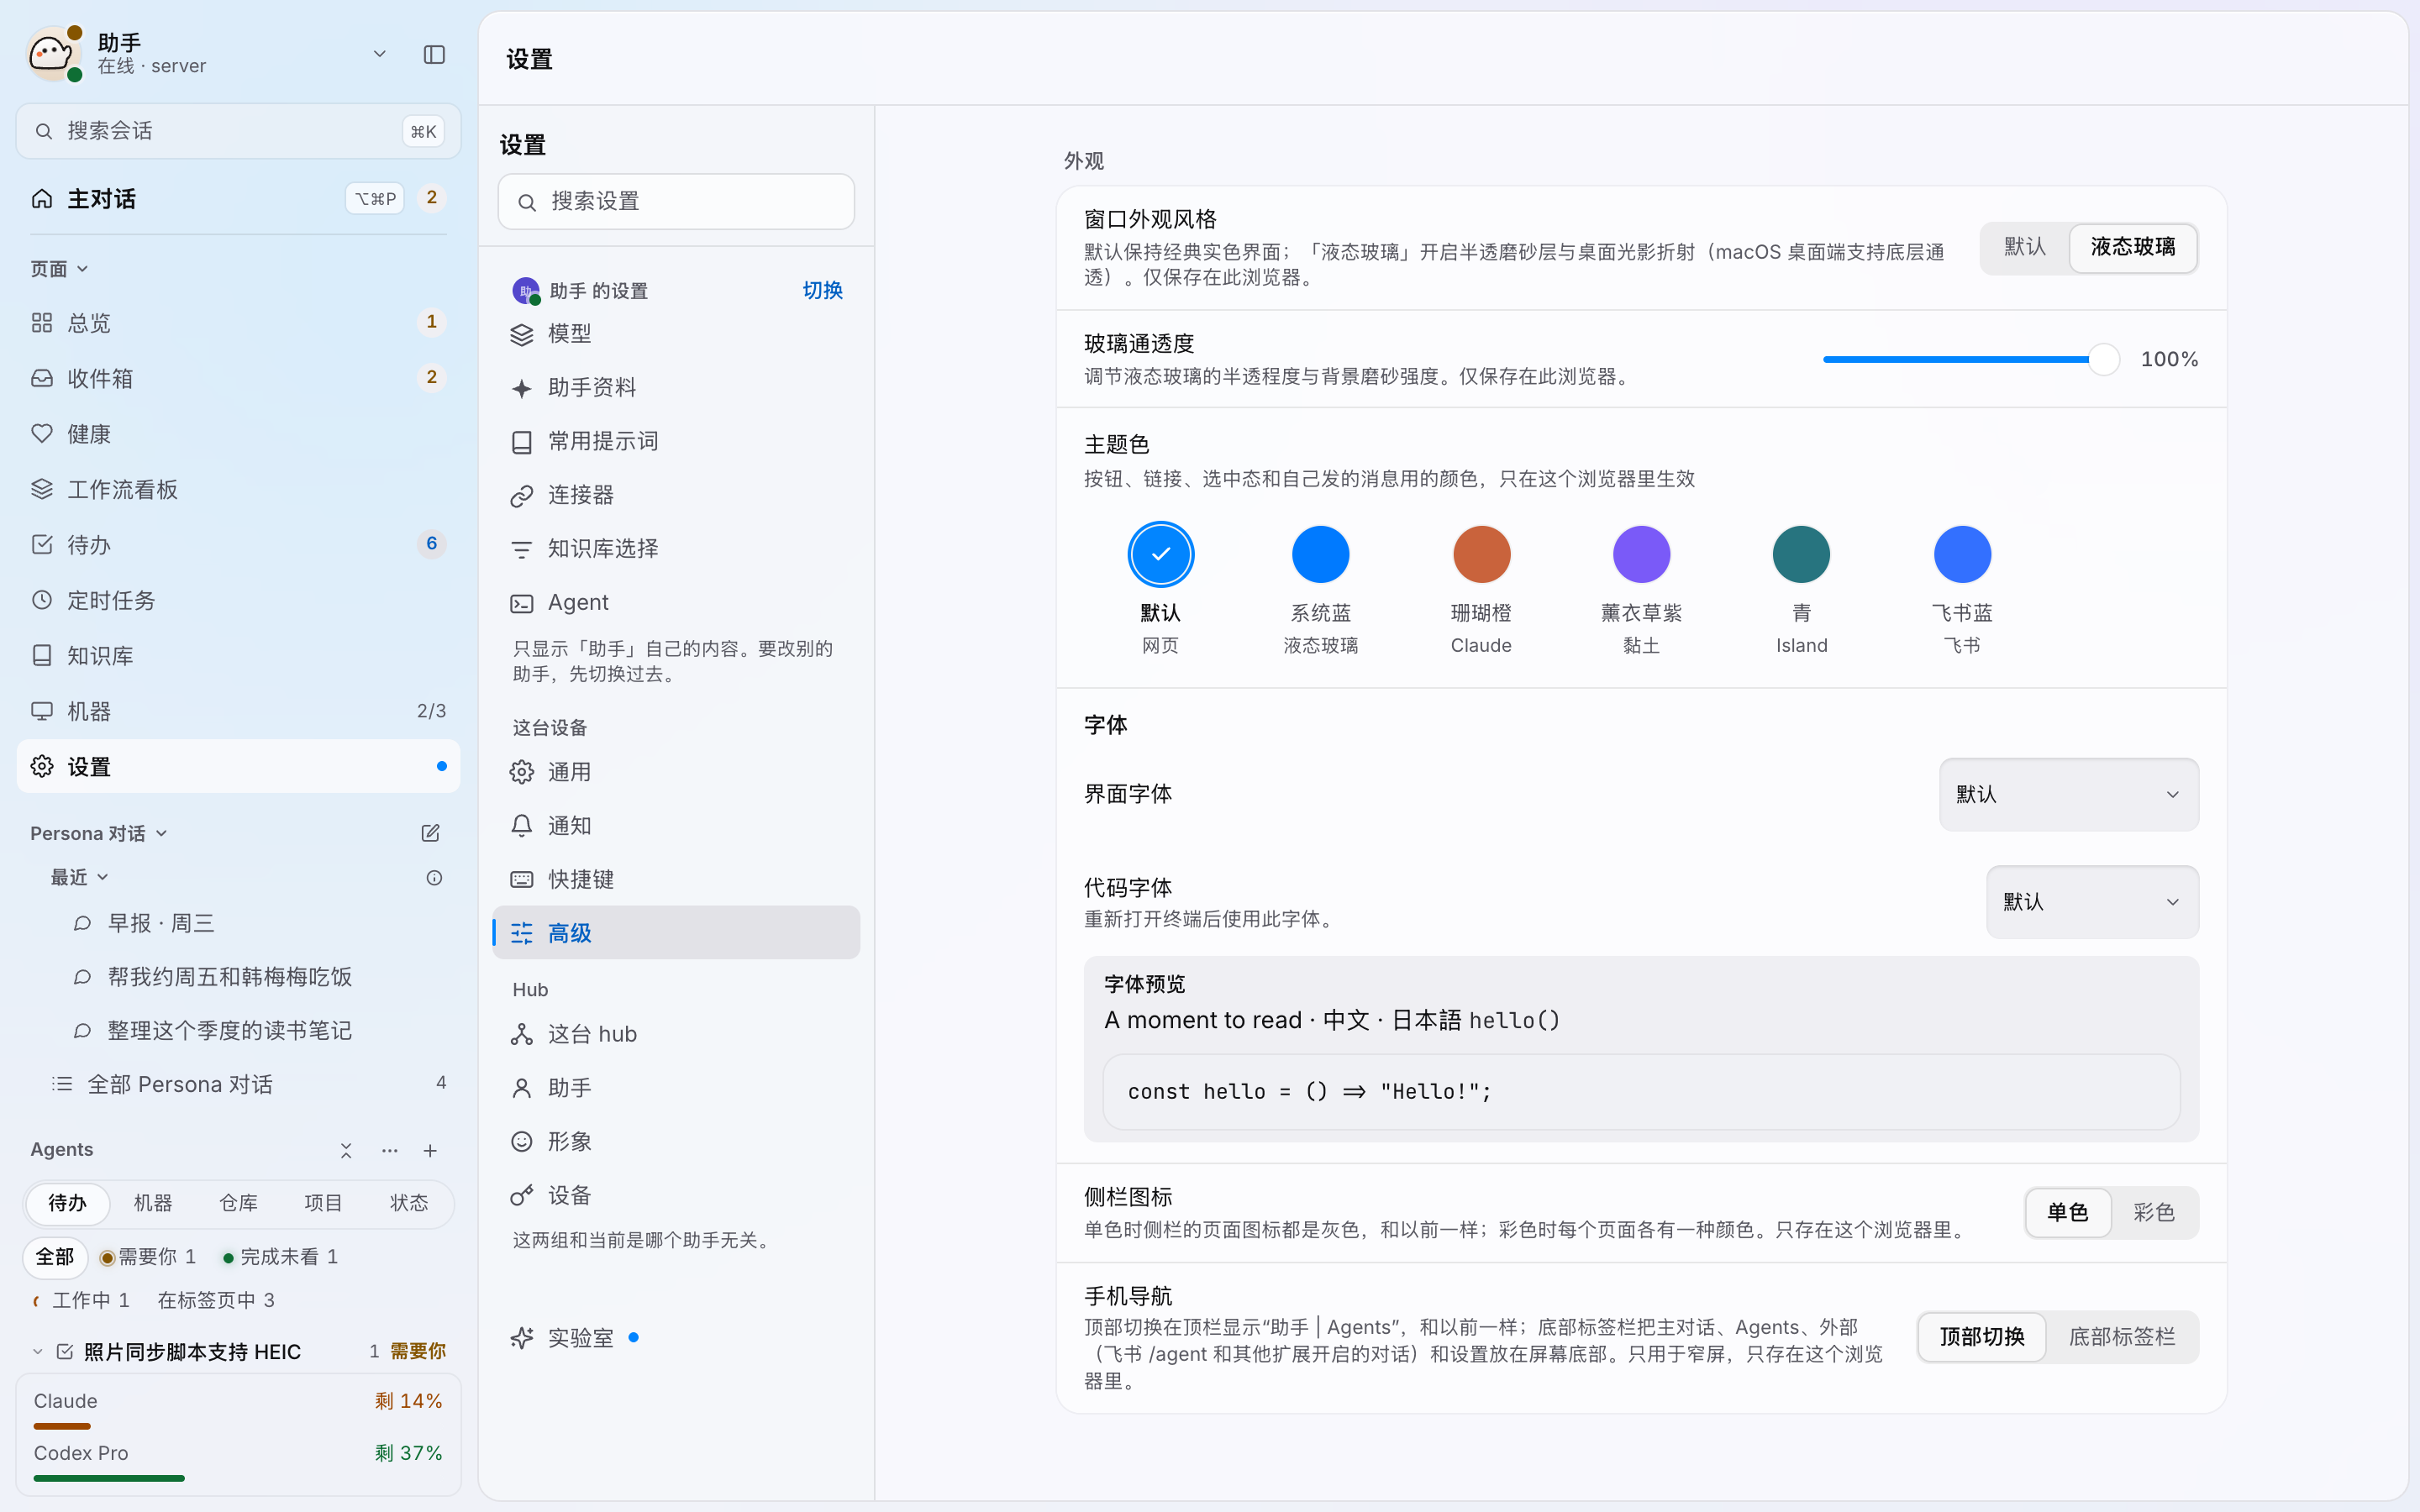 助手
在线 · server
搜索会话
⌘K
主对话
⌥⌘P
2
页面
总览
1
收件箱
2
健康
工作流看板
待办
6
定时任务
知识库
机器
2/3
设置
Persona 对话
最近
早报 · 周三
帮我约周五和韩梅梅吃饭
整理这个季度的读书笔记
全部 Persona 对话
4
Agents
待办
机器
仓库
项目
状态
全部
需要你 1
完成未看 1
工作中 1
在标签页中 3
照片同步脚本支持 HEIC
1 需要你
Claude
剩 14%
Codex Pro
剩 37%
设置
设置
搜索设置
助
助手 的设置
切换
模型
助手资料
常用提示词
连接器
知识库选择
Agent
只显示「助手」自己的内容。要改别的
助手，先切换过去。
这台设备
通用
通知
快捷键
高级
Hub
这台 hub
助手
形象
设备
这两组和当前是哪个助手无关。
实验室
外观
窗口外观风格
默认保持经典实色界面；「液态玻璃」开启半透磨砂层与桌面光影折射（macOS 桌面端支持底层通
透）。仅保存在此浏览器。
默认
液态玻璃
玻璃通透度
调节液态玻璃的半透程度与背景磨砂强度。仅保存在此浏览器。
100%
主题色
按钮、链接、选中态和自己发的消息用的颜色，只在这个浏览器里生效
默认
网页
系统蓝
液态玻璃
珊瑚橙
Claude
薰衣草紫
黏土
青
Island
飞书蓝
飞书
字体
界面字体
默认
代码字体
重新打开终端后使用此字体。
默认
字体预览
A moment to read · 中文 · 日本語 hello()
const hello = () => "Hello!";
侧栏图标
单色时侧栏的页面图标都是灰色，和以前一样；彩色时每个页面各有一种颜色。只存在这个浏览器里。
单色
彩色
手机导航
顶部切换在顶栏显示“助手 | Agents”，和以前一样；底部标签栏把主对话、Agents、外部
（飞书 /agent 和其他扩展开启的对话）和设置放在屏幕底部。只用于窄屏，只存在这个浏览
器里。
顶部切换
底部标签栏